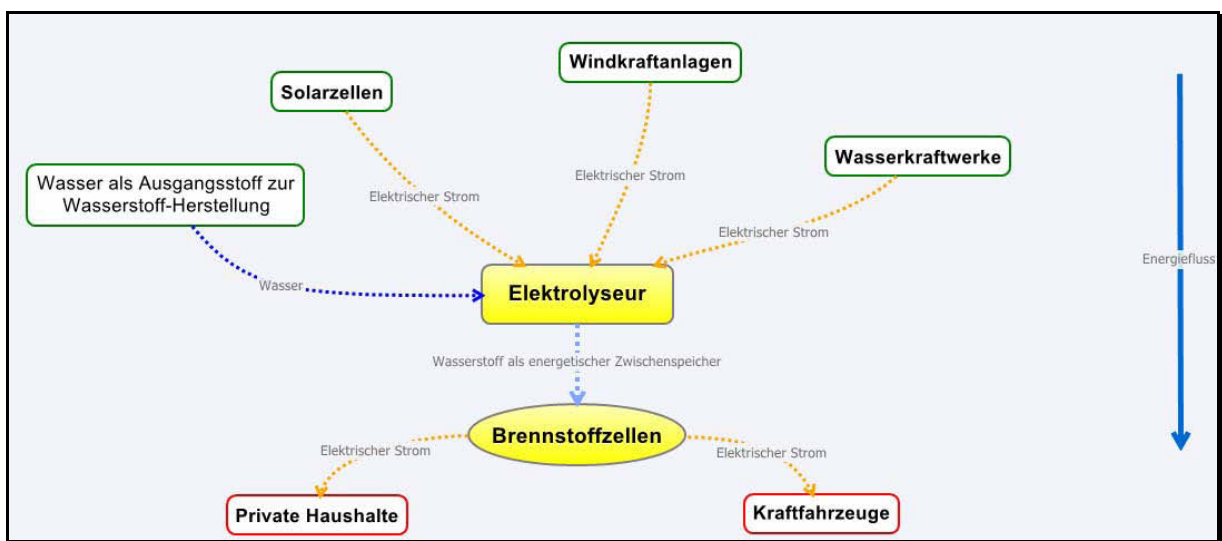 Windkraftanlagen
Solarzellen
Wasserkraftwerke
Wasser als Ausgangsstoff zur
Wasserstoff-Herstellung
Elektrischer Strom
Elektrischer Strom
Elektrischer Strom
Energiefluss
Wasser
Elektrolyseur
Wasserstoff als energetischer Zwischenspeicher
Brennstoffzellen
Elektrischer Strom
Elektrischer Strom
Private Haushalte
Kraftfahrzeuge